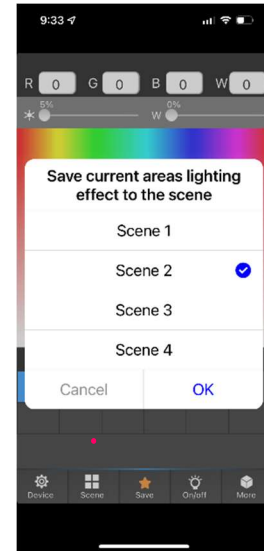 9:33
R 0 G 0 B 0 W 0
5% W 0%
Save current areas lighting
effect to the scene
Scene 1
Scene 2
Scene 3
Scene 4
Cancel OK
Device Scene Save On/off More